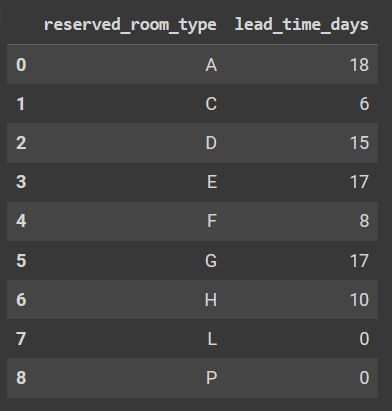 reserved_room_type lead_time_days
0 A 18
1 C 6
2 D 15
3 E 17
4 F 8
5 G 17
6 H 10
7 L 0
8 P 0